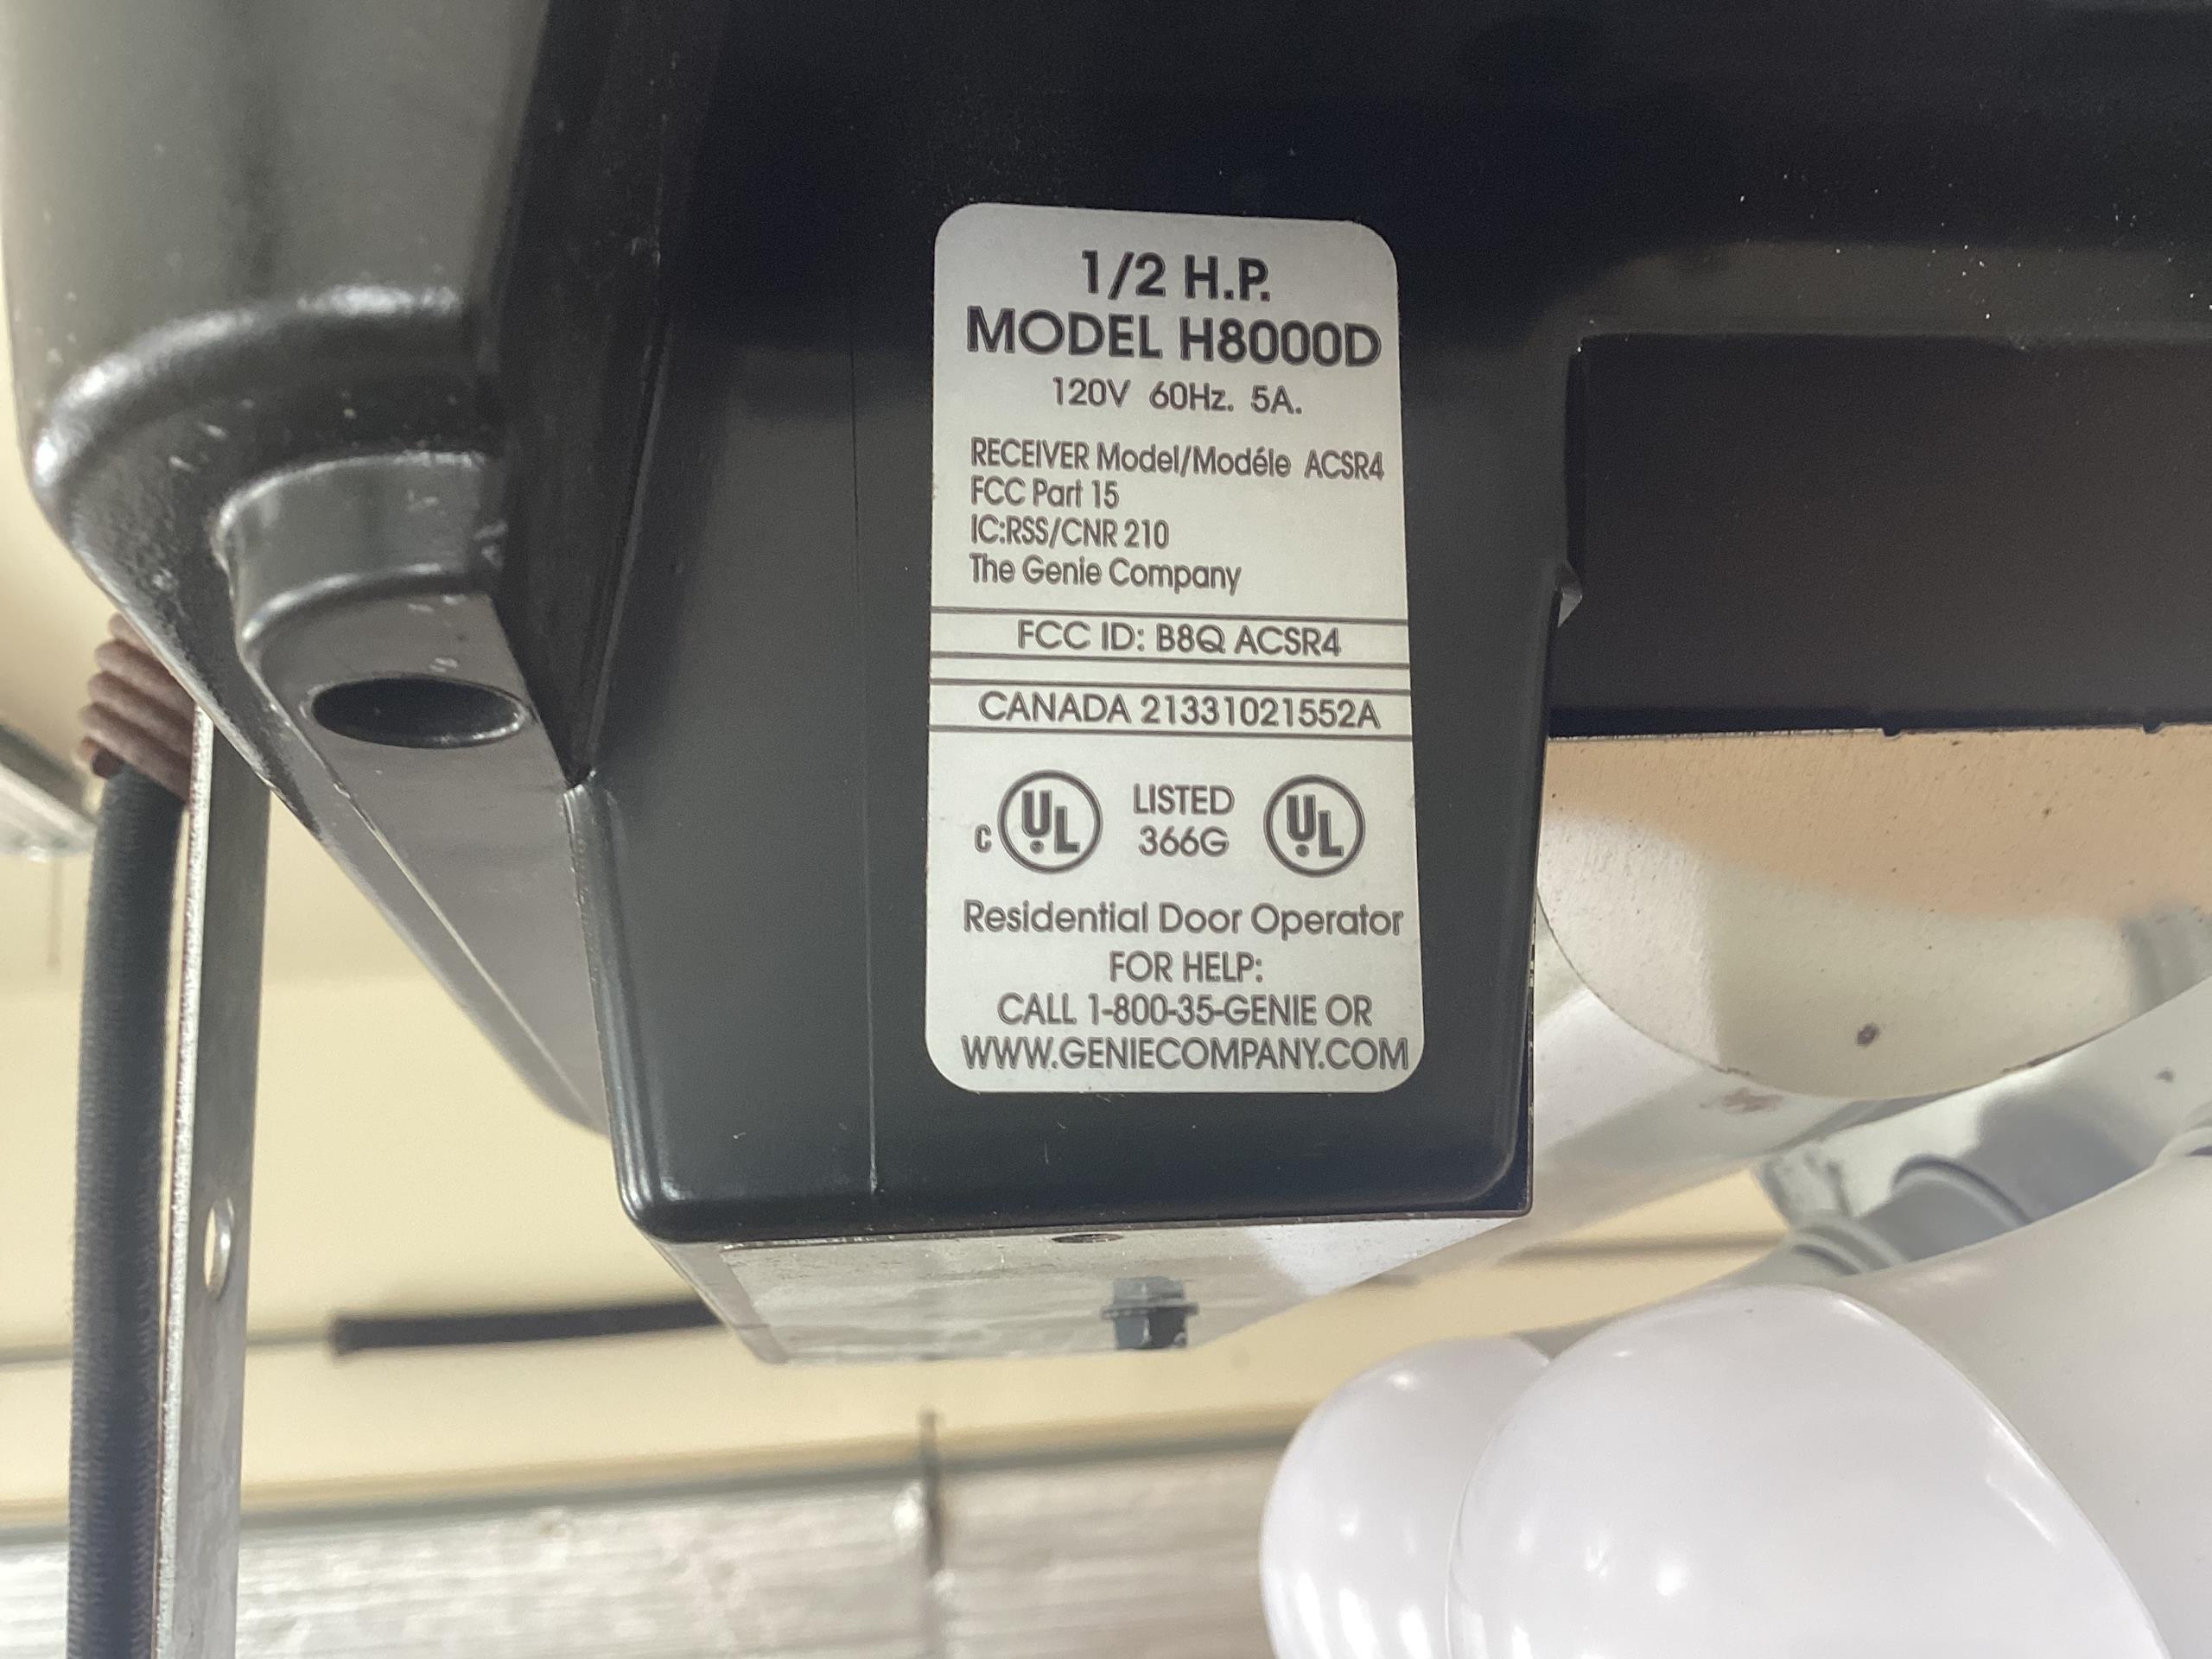 1/2 H.P.
MODEL H8000D
120V 60Hz. 5A.
RECEIVER Model/Modéle ACSR4
FCC Part 15
IC:RSS/CNR 210
The Genie Company
FCC ID: B8Q ACSR4
CANADA 21331021552A
c UL LISTED 366G UL
Residential Door Operator
FOR HELP:
CALL 1-800-35-GENIE OR
WWW.GENIECOMPANY.COM